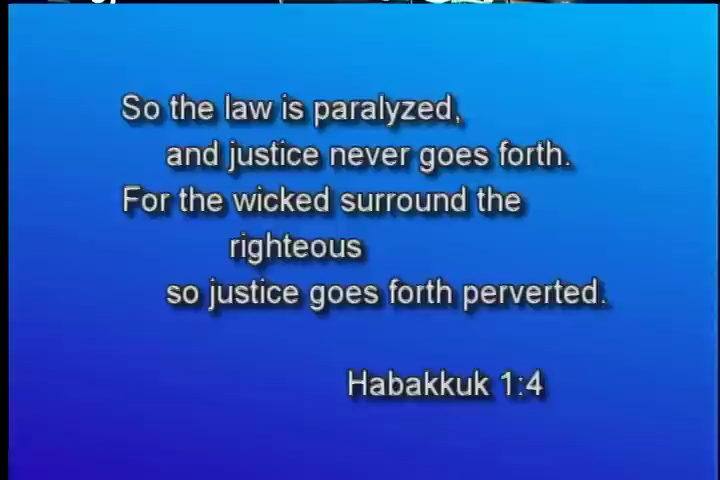 So the law is paralyzed,
and justice never goes forth.
For the wicked surround the
righteous
so justice goes forth perverted.
Habakkuk 1:4